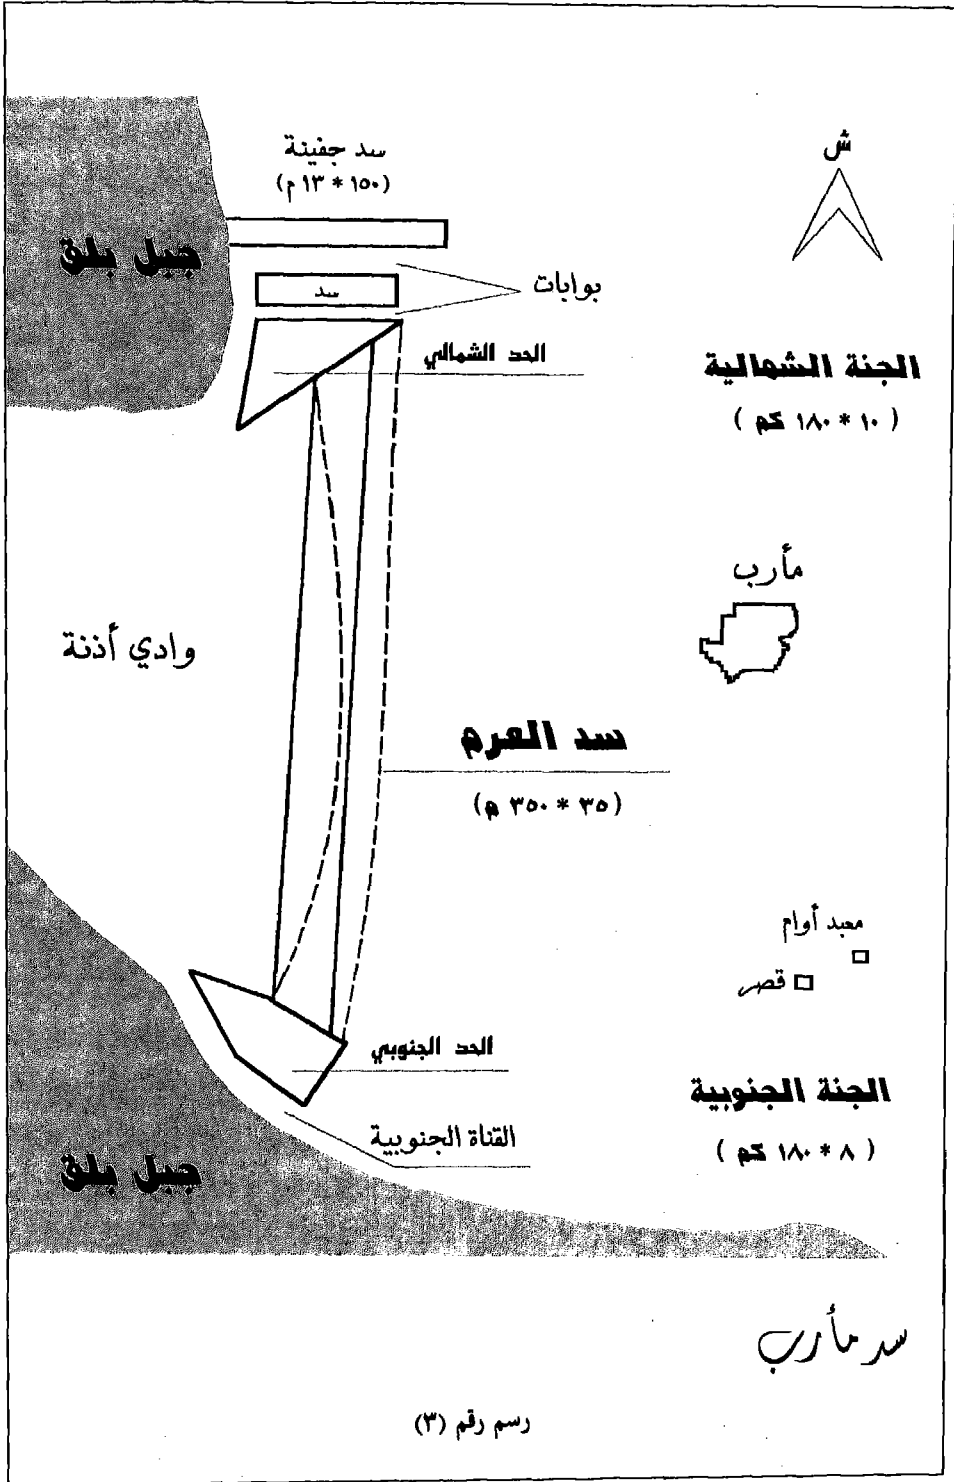 سد جفينة
(١٥٠ * ١٣ م)
ش
جبل بلق
بوابات
سد
الحد الشمالي
الجنة الشمالية
( ١٠ * ١٨٠ كم )
مأرب
وادي أذنة
سد العرم
(٣٥ * ٣٥٠ م)
معبد أوام
قصر
الحد الجنوبي
الجنة الجنوبية
القناة الجنوبية
( ٨ * ١٨٠ كم )
جبل بلق
سد مأرب
رسم رقم (٣)